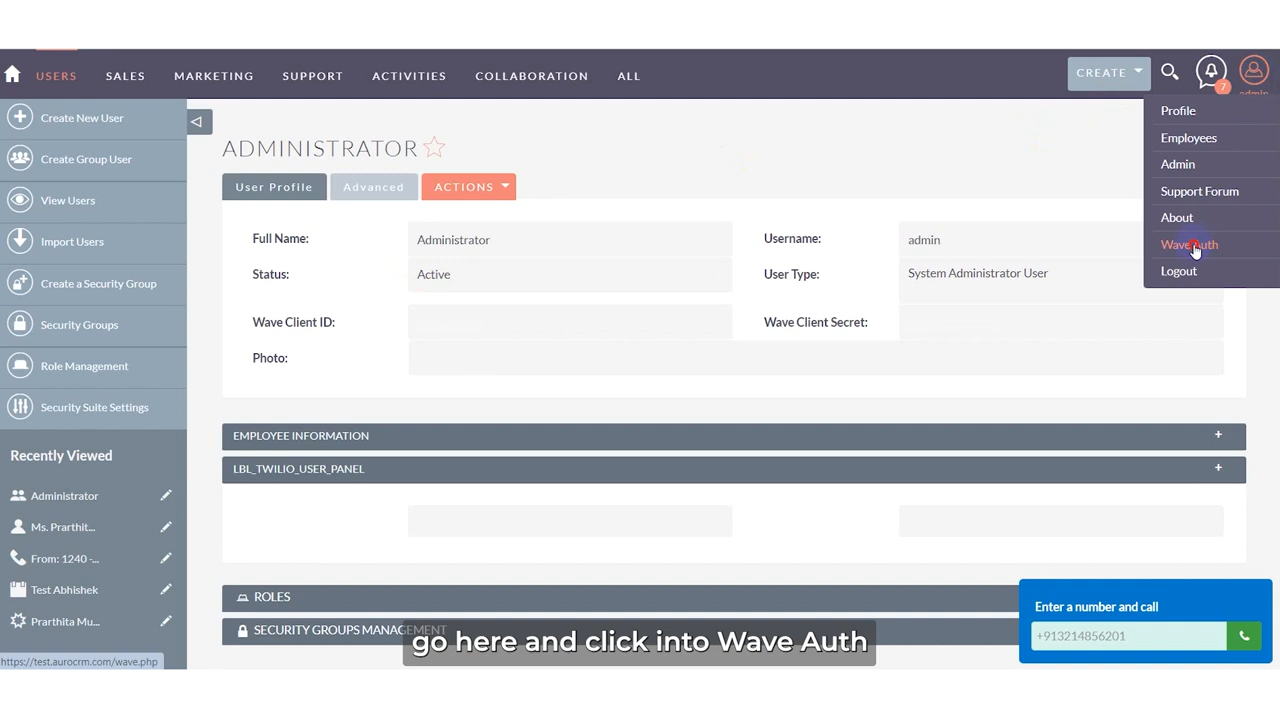 USERS SALES MARKETING SUPPORT ACTIVITIES COLLABORATION ALL CREATE 7 admin
Create New User
Create Group User
View Users
Import Users
Create a Security Group
Security Groups
Role Management
Security Suite Settings
Recently Viewed
Administrator
Ms. Prarthit...
From: 1240 -...
Test Abhishek
Prarthita Mu...
https://test.aurocrm.com/wave.php
Profile
Employees
Admin
Support Forum
About
Wave Auth
Logout
ADMINISTRATOR
User Profile Advanced ACTIONS
Full Name: Administrator Username: admin
Status: Active User Type: System Administrator User
Wave Client ID: Wave Client Secret:
Photo:
EMPLOYEE INFORMATION +
LBL_TWILIO_USER_PANEL +
ROLES
SECURITY GROUPS MANAGEMENT
Enter a number and call
+913214856201
go here and click into Wave Auth